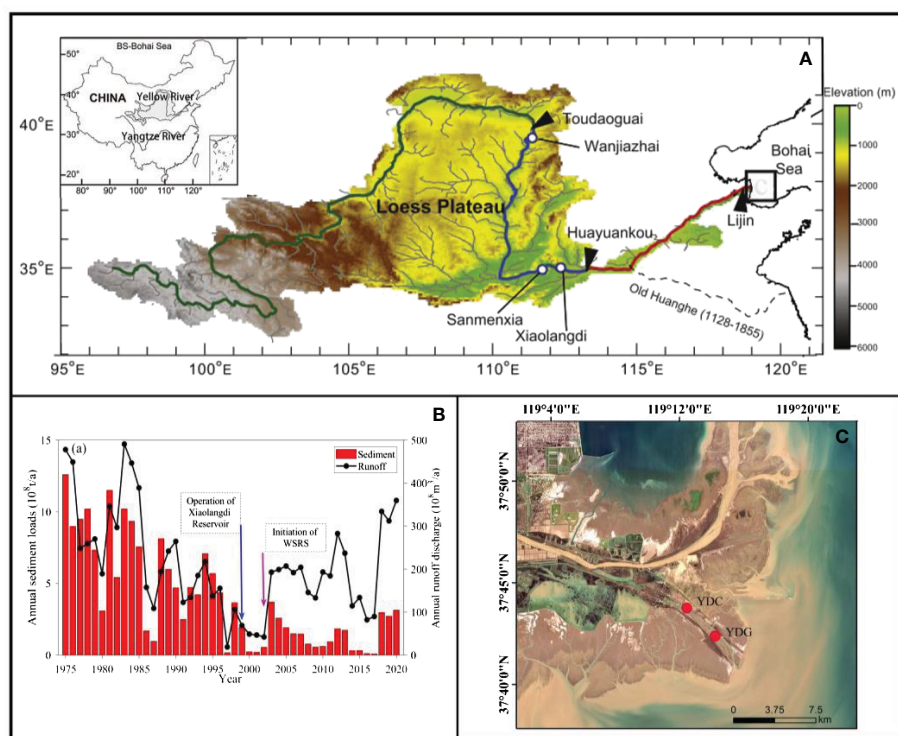 A
BS-Bohai Sea
50°
CHINA
Yellow River
40°
30°
Yangtze River
20°
80°
90°
100°
110°
120°
40°N
35°N
Toudaoguai
Wanjiazhai
Loess Plateau
Huayuankou
Sanmenxia
Xiaolangdi
Lijin
Bohai
Sea
C
Old Huanghe (1128-1855)
Elevation (m)
0
1000
2000
3000
4000
5000
6000
95°E
100°E
105°E
110°E
115°E
120°E
B
(a)
Sediment
Runoff
Operation of
Xiaolangdi
Reservoir
Initiation of
WSRS
Annual sediment loads (10⁸t/a)
15
10
5
0
Annual runoff discharge (10⁸m³/a)
500
400
300
200
100
0
1975
1980
1985
1990
1995
2000
2005
2010
2015
2020
Year
C
119°4'0"E
119°12'0"E
119°20'0"E
37°50'0"N
37°45'0"N
37°40'0"N
YDC
YDG
0 3.75 7.5
km